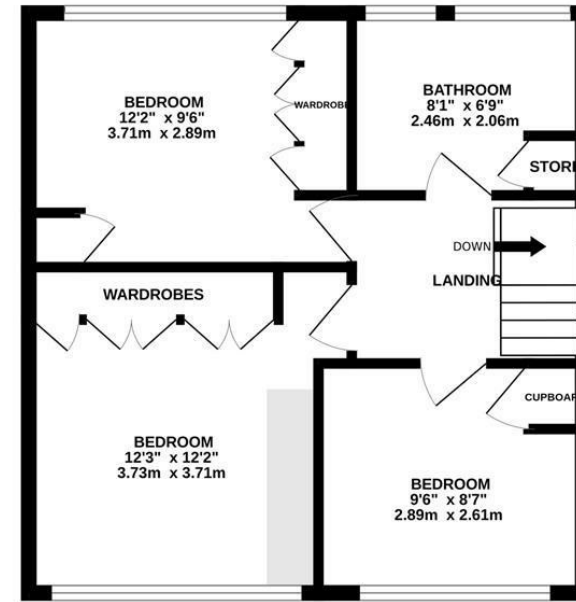 BEDROOM
12'2" x 9'6"
3.71m x 2.89m
WARDROBE
BATHROOM
8'1" x 6'9"
2.46m x 2.06m
STOR
DOWN
LANDING
WARDROBES
CUPBOAR
BEDROOM
12'3" x 12'2"
3.73m x 3.71m
BEDROOM
9'6" x 8'7"
2.89m x 2.61m